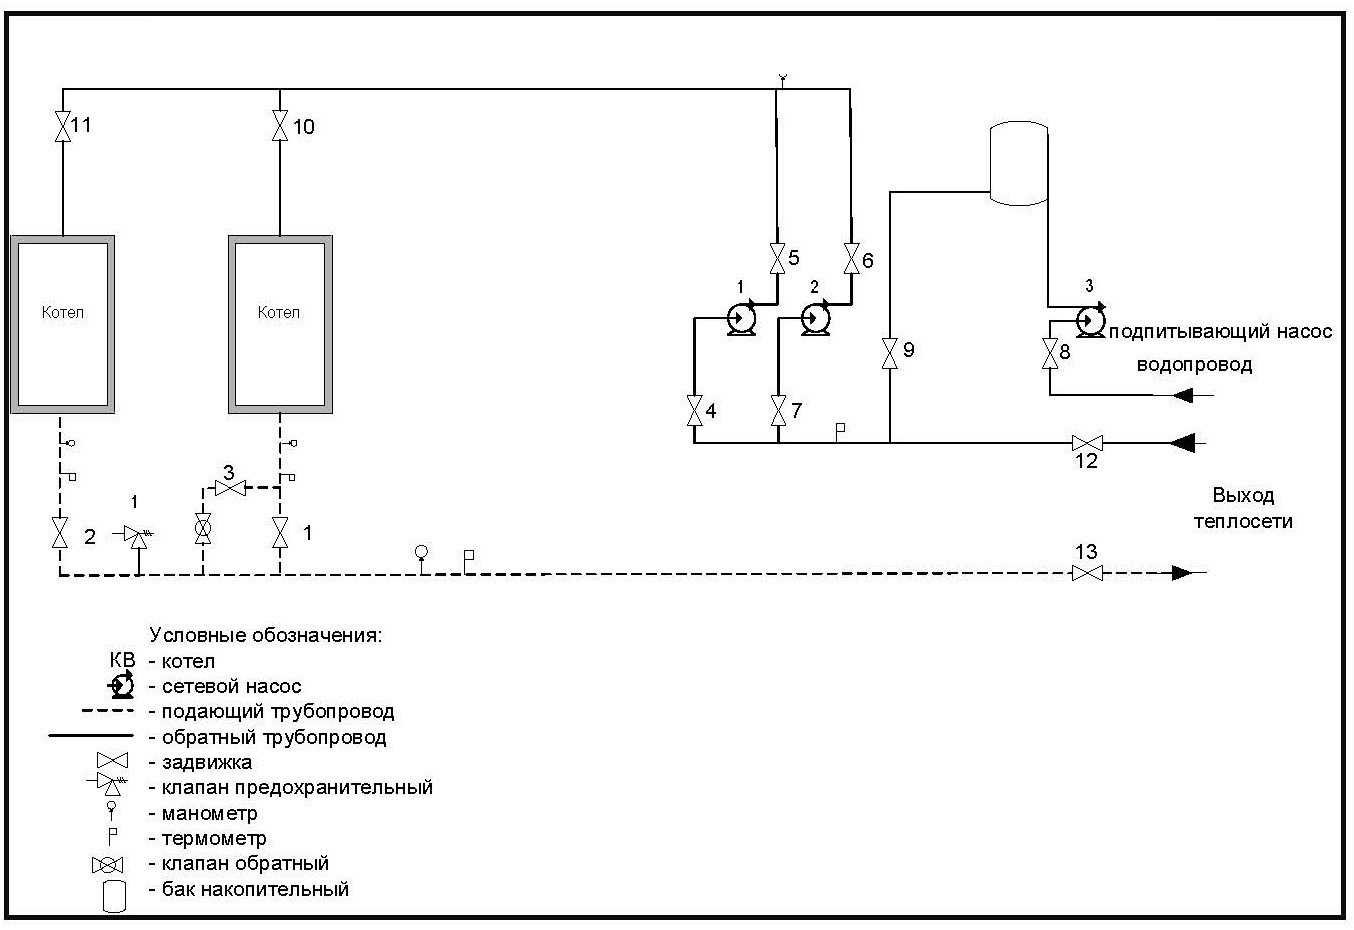 11
10
Котел
Котел
5
6
1
2
3
подпитывающий насос
9
8
водопровод
4
7
12
3
Выход
теплосети
1
2
1
13
Условные обозначения:
КВ - котел
- сетевой насос
- подающий трубопровод
- обратный трубопровод
- задвижка
- клапан предохранительный
- манометр
- термометр
- клапан обратный
- бак накопительный